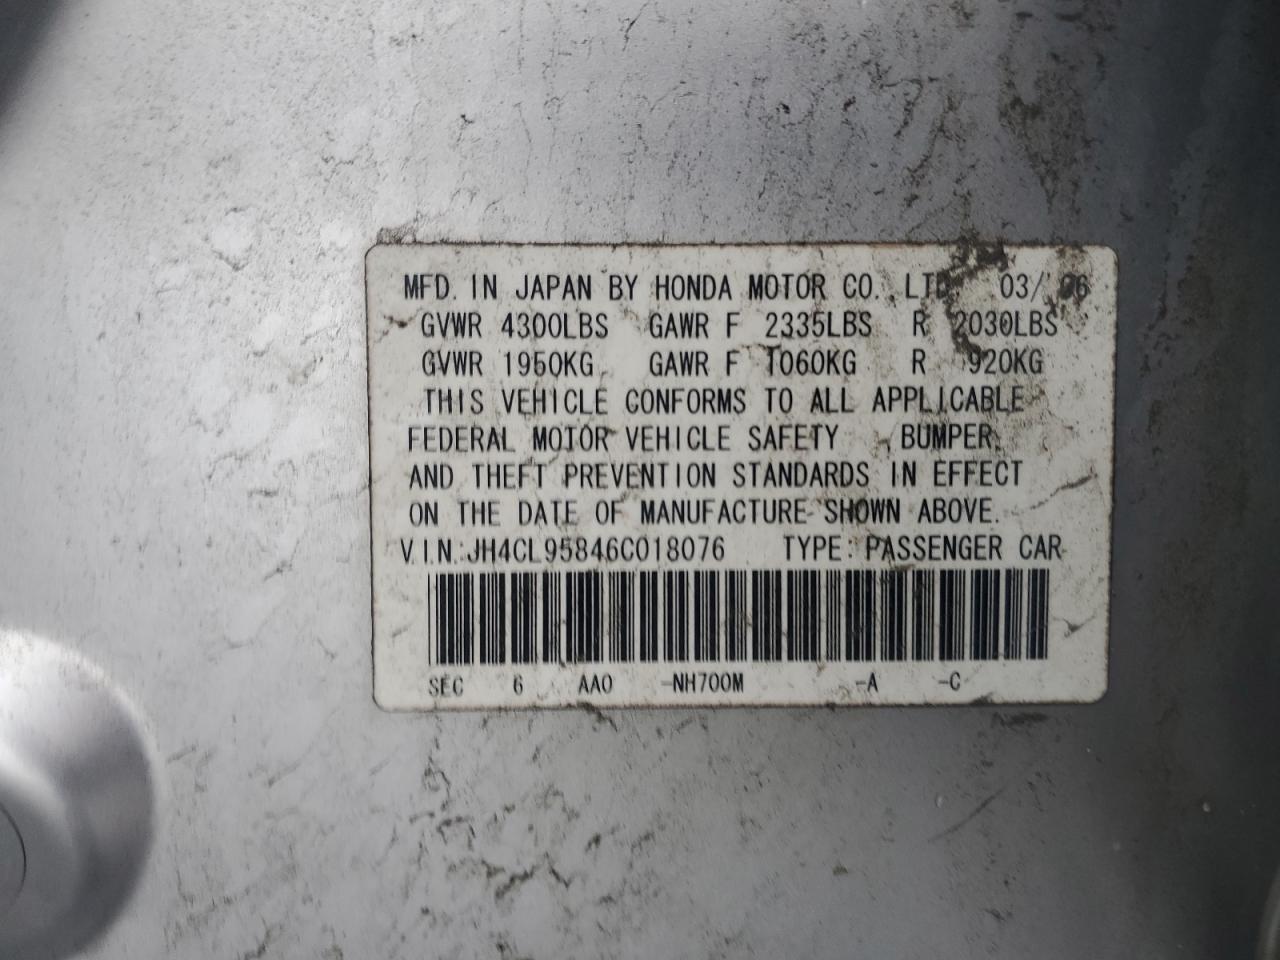 MFD. IN JAPAN BY HONDA MOTOR CO., LTD. 03/'06
GVWR 4300LBS GAWR F 2335LBS R 2030LBS
GVWR 1950KG GAWR F 1060KG R 920KG
THIS VEHICLE CONFORMS TO ALL APPLICABLE
FEDERAL MOTOR VEHICLE SAFETY , BUMPER,
AND THEFT PREVENTION STANDARDS IN EFFECT
ON THE DATE OF MANUFACTURE SHOWN ABOVE.
V.I.N.:JH4CL95846C018076 TYPE: PASSENGER CAR
SEC 6 AA0 -NH700M -A -C